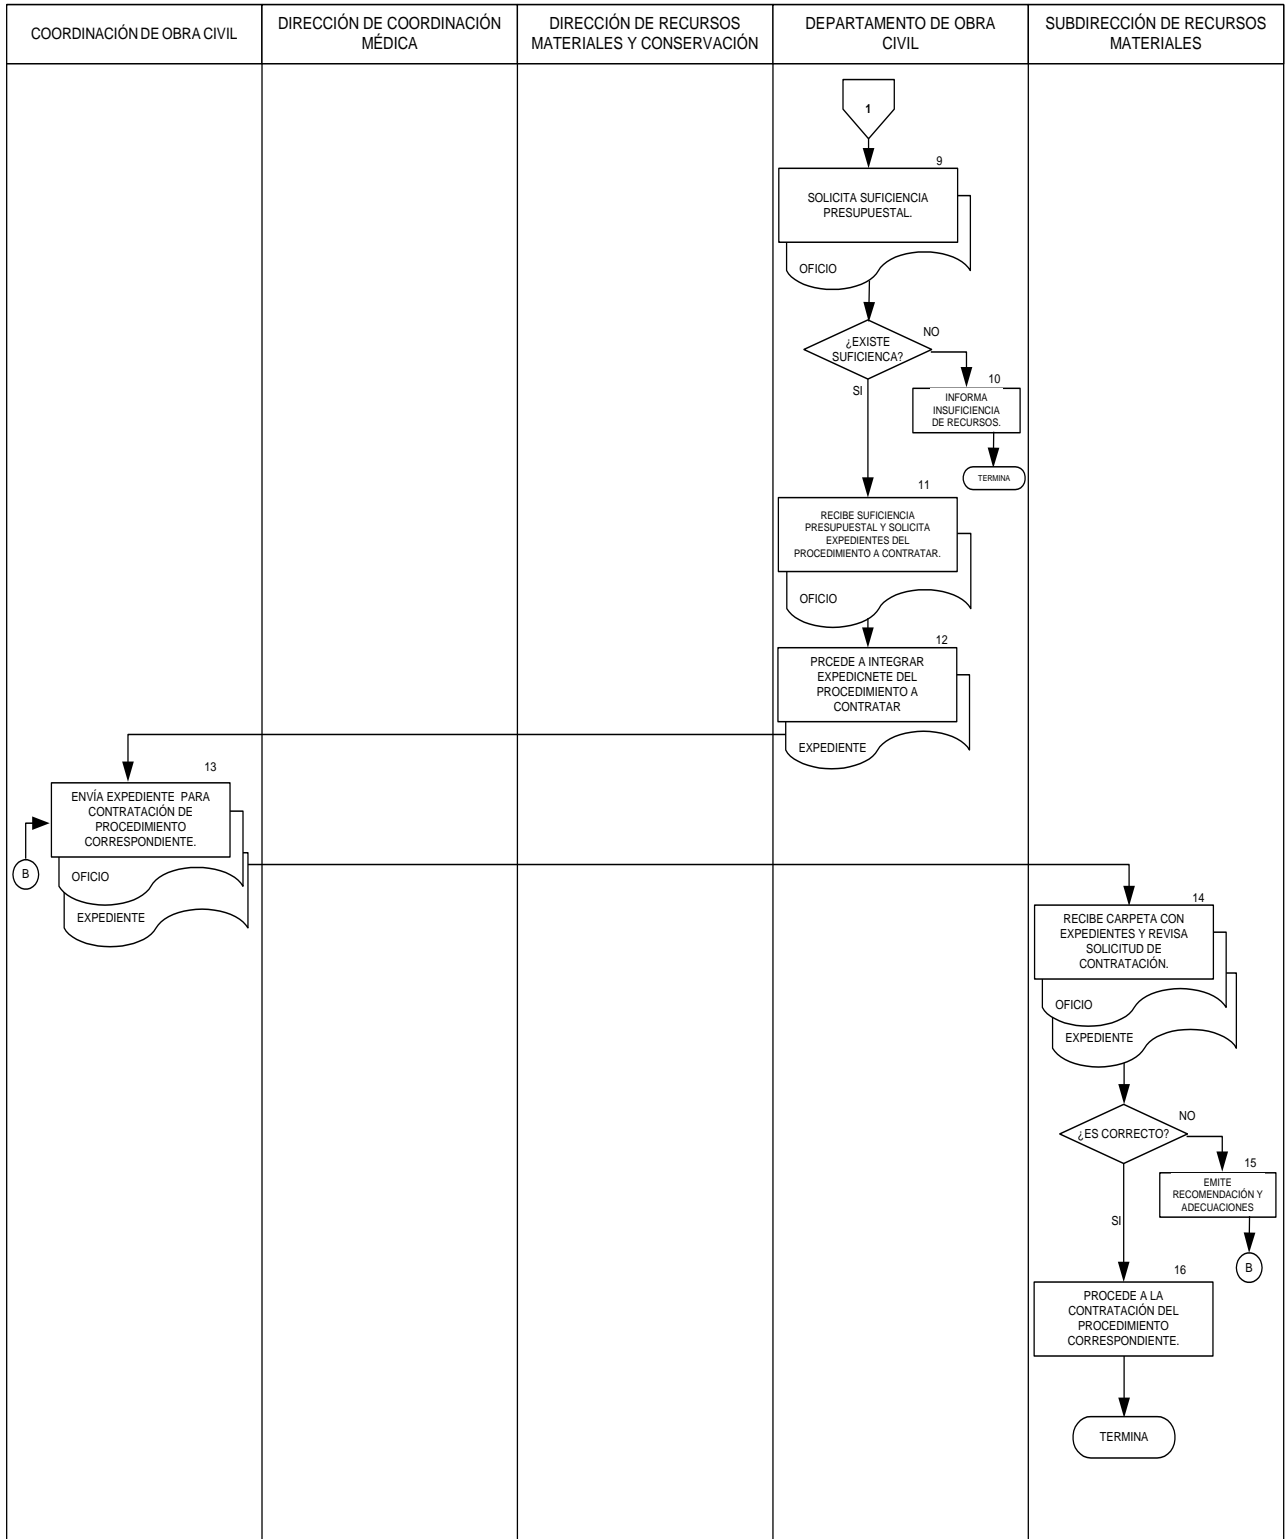 COORDINACIÓN DE OBRA CIVIL
DIRECCIÓN DE COORDINACIÓN
MÉDICA
DIRECCIÓN DE RECURSOS
MATERIALES Y CONSERVACIÓN
DEPARTAMENTO DE OBRA
CIVIL
SUBDIRECCIÓN DE RECURSOS
MATERIALES
1
9
SOLICITA SUFICIENCIA
PRESUPUESTAL.
OFICIO
¿EXISTE
SUFICIENCA?
NO
SI
10
INFORMA
INSUFICIENCIA
DE RECURSOS.
TERMINA
11
RECIBE SUFICIENCIA
PRESUPUESTAL Y SOLICITA
EXPEDIENTES DEL
PROCEDIMIENTO A CONTRATAR.
OFICIO
12
PRCEDE A INTEGRAR
EXPEDICNETE DEL
PROCEDIMIENTO A
CONTRATAR
EXPEDIENTE
13
ENVÍA EXPEDIENTE PARA
CONTRATACIÓN DE
PROCEDIMIENTO
CORRESPONDIENTE.
B
OFICIO
EXPEDIENTE
14
RECIBE CARPETA CON
EXPEDIENTES Y REVISA
SOLICITUD DE
CONTRATACIÓN.
OFICIO
EXPEDIENTE
¿ES CORRECTO?
NO
SI
15
EMITE
RECOMENDACIÓN Y
ADECUACIONES
B
16
PROCEDE A LA
CONTRATACIÓN DEL
PROCEDIMIENTO
CORRESPONDIENTE.
TERMINA